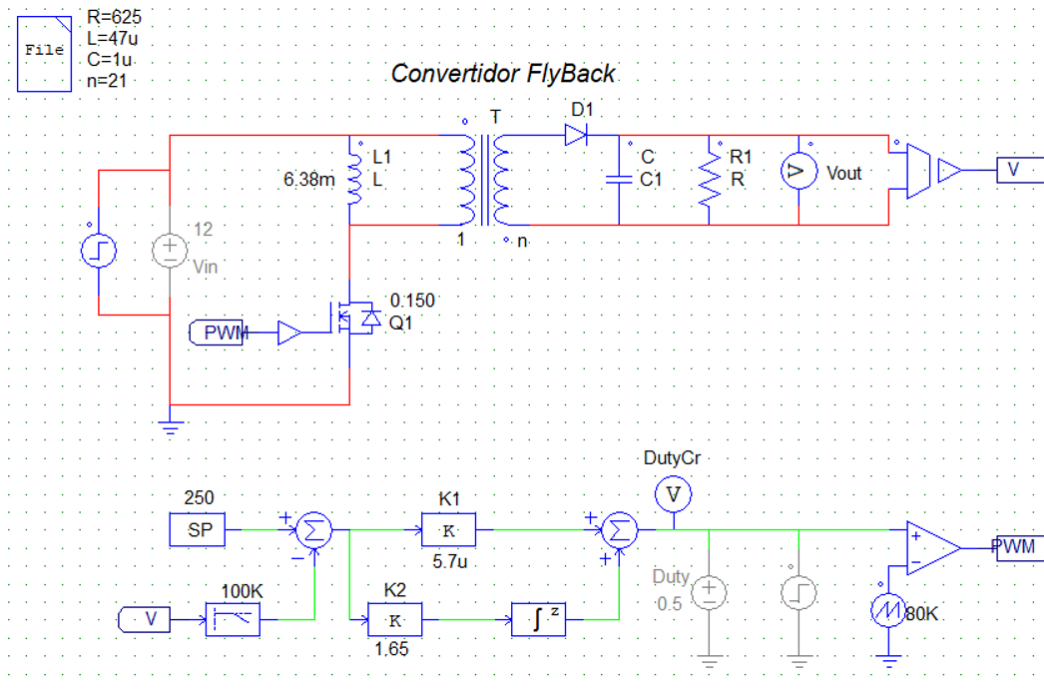 File
R=625
L=47u
C=1u
n=21
Convertidor FlyBack
T
D1
6.38m
L1
L
C
C1
R1
R
V
Vout
V
12
Vin
1
n
0.150
Q1
PWM
DutyCr
V
250
SP
K1
K
5.7u
Σ
Σ
PWM
100K
K2
K
1.65
∫ z
Duty
0.5
V
80K